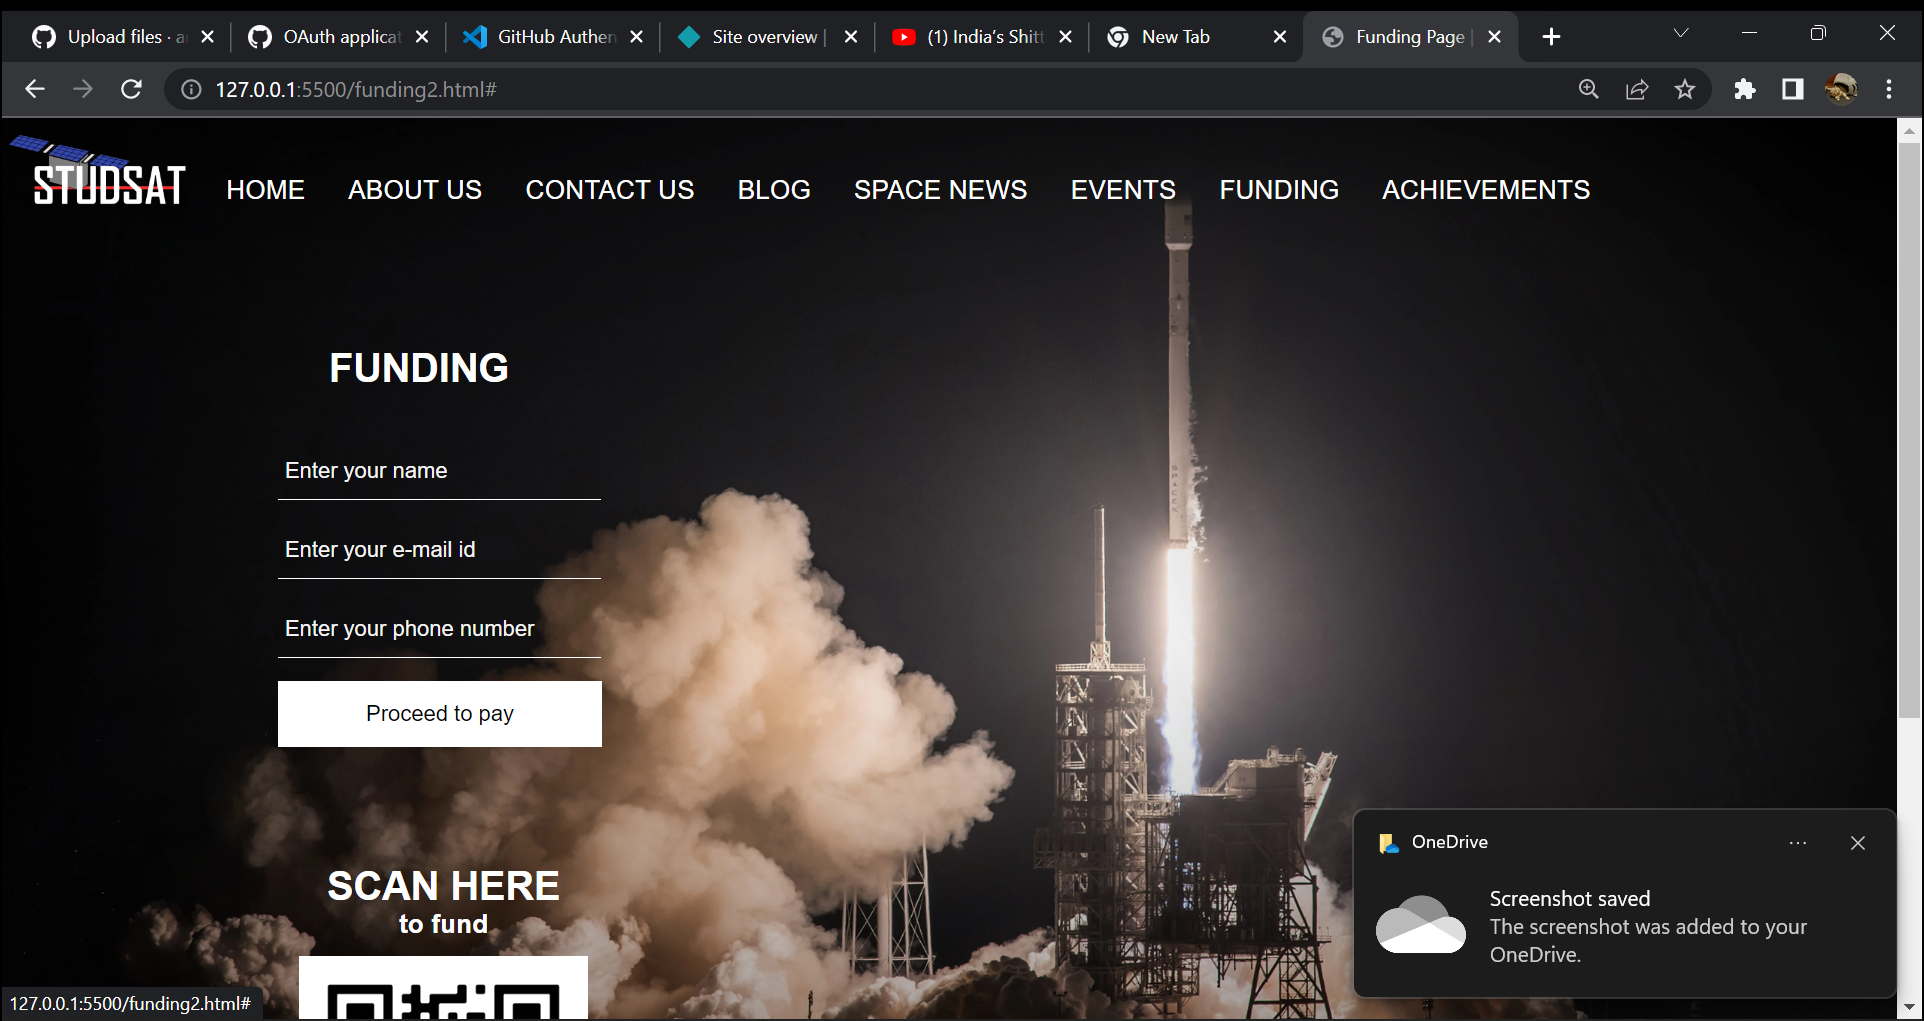 Upload files · a
OAuth applicat
GitHub Authen
Site overview |
(1) India's Shitt
New Tab
Funding Page |
127.0.0.1:5500/funding2.html#
STUDSAT
HOME
ABOUT US
CONTACT US
BLOG
SPACE NEWS
EVENTS
FUNDING
ACHIEVEMENTS
FUNDING
Enter your name
Enter your e-mail id
Enter your phone number
Proceed to pay
SPACEX
SCAN HERE
to fund
OneDrive
Screenshot saved
The screenshot was added to your
OneDrive.
127.0.0.1:5500/funding2.html#